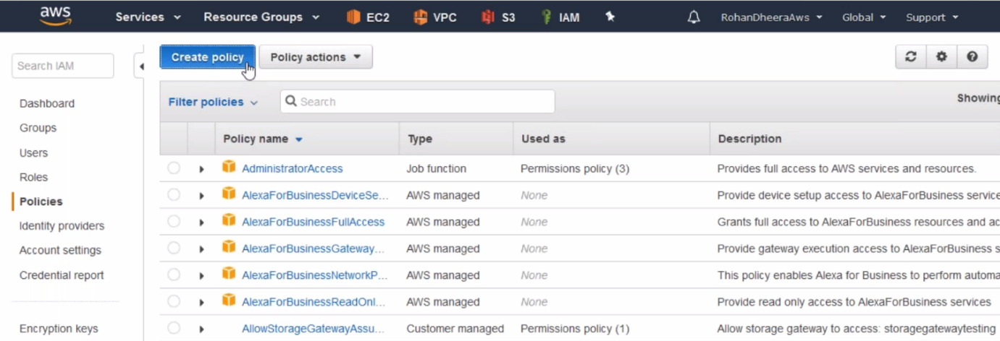 aws Services Resource Groups EC2 VPC S3 IAM RohanDheeraAws Global Support
Search IAM
Dashboard
Groups
Users
Roles
Policies
Identity providers
Account settings
Credential report
Encryption keys
Create policy Policy actions
Filter policies Search Showing
Policy name Type Used as Description
AdministratorAccess Job function Permissions policy (3) Provides full access to AWS services and resources.
AlexaForBusinessDeviceSe... AWS managed None Provide device setup access to AlexaForBusiness service
AlexaForBusinessFullAccess AWS managed None Grants full access to AlexaForBusiness resources and ac
AlexaForBusinessGateway... AWS managed None Provide gateway execution access to AlexaForBusiness s
AlexaForBusinessNetworkP... AWS managed None This policy enables Alexa for Business to perform automa
AlexaForBusinessReadOnl... AWS managed None Provide read only access to AlexaForBusiness services
AllowStorageGatewayAssu... Customer managed Permissions policy (1) Allow storage gateway to access: storagegatewaytesting